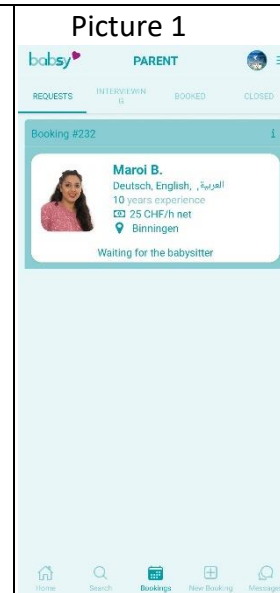 Picture 1
babsy
PARENT
REQUESTS
INTERVIEWIN
G
BOOKED
CLOSED
Booking #232
i
Maroi B.
Deutsch, English, العربية,
10 years experience
25 CHF/h net
Binningen
Waiting for the babysitter
Home
Search
Bookings
New Booking
Messages